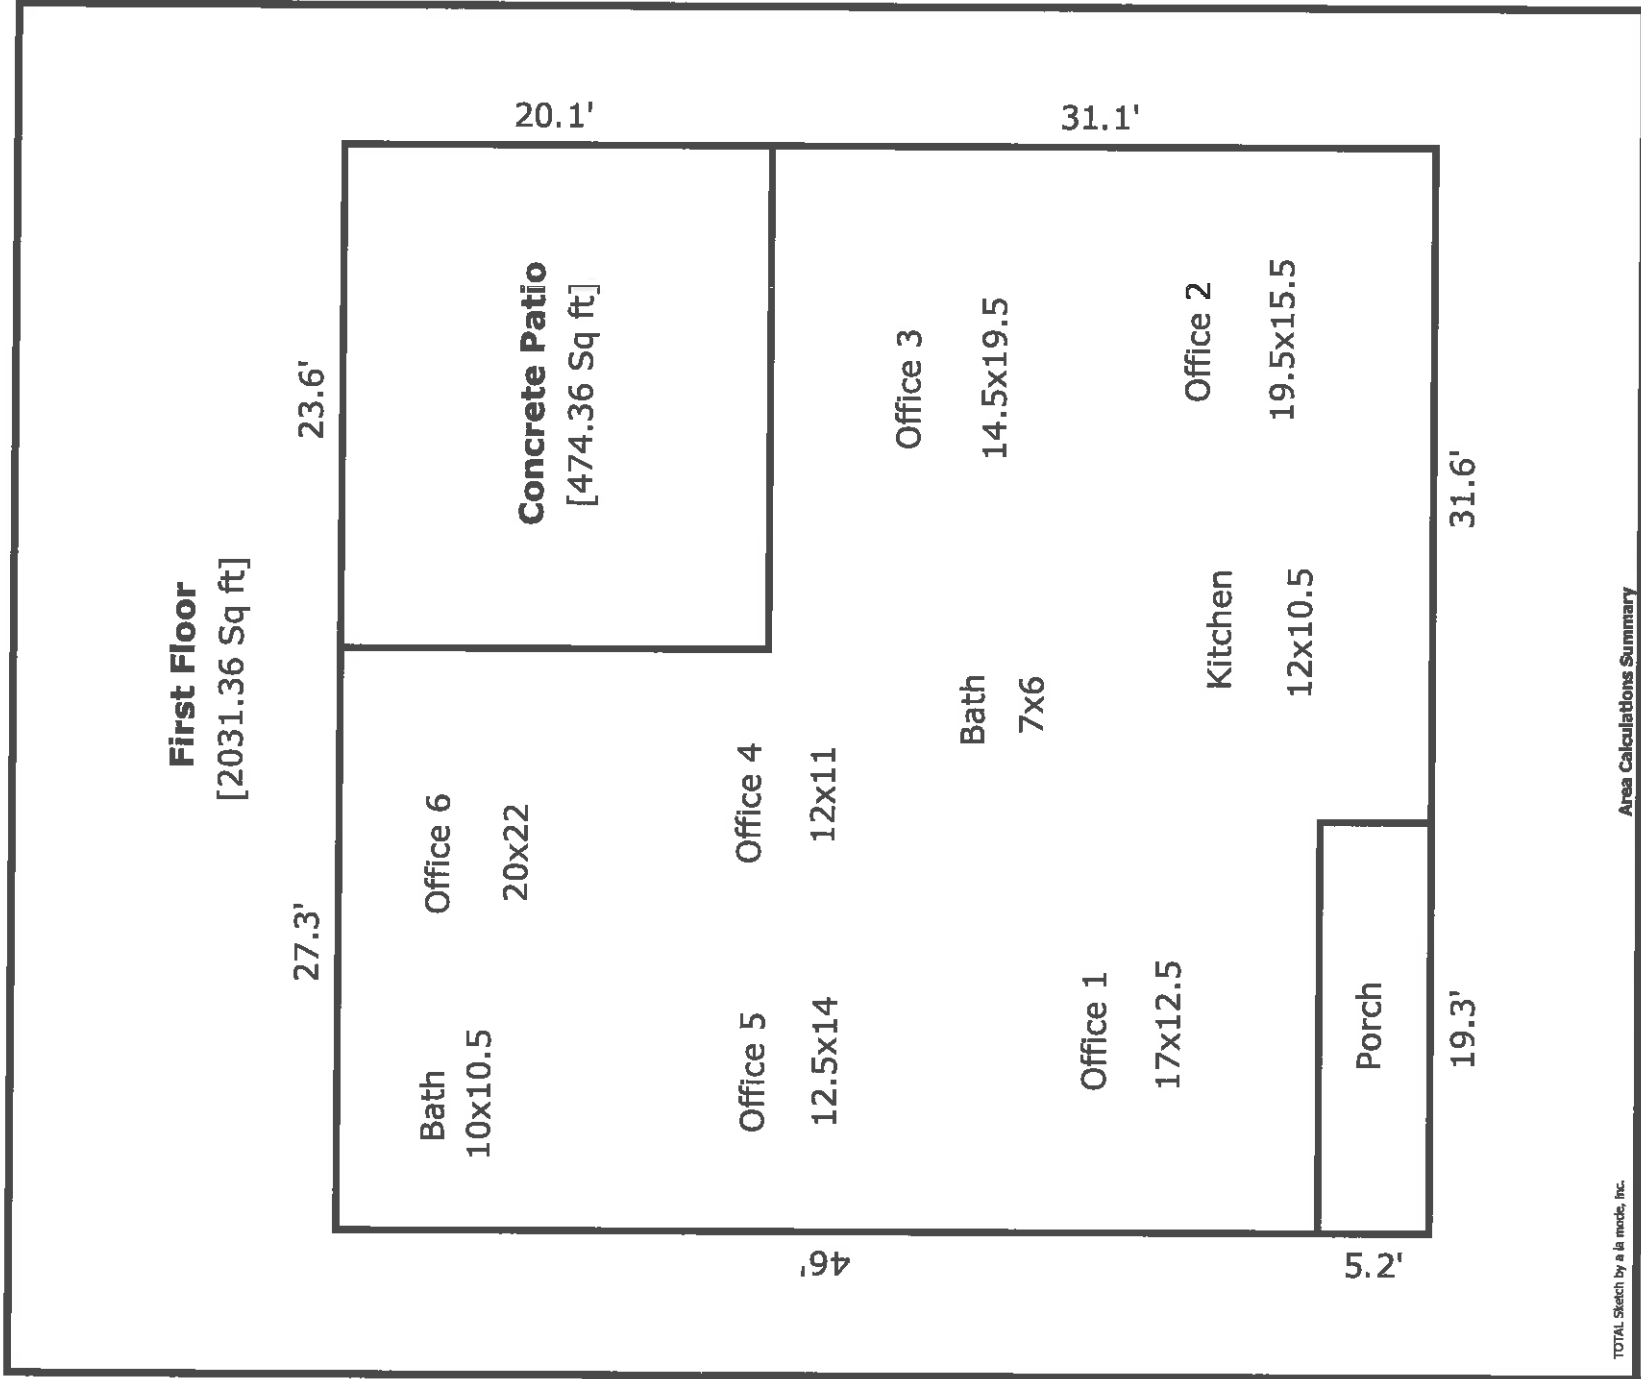 First Floor
[2031.36 Sq ft]
27.3'
23.6'
20.1'
31.1'
Concrete Patio
[474.36 Sq ft]
Bath
10x10.5
Office 6
20x22
Office 5
12.5x14
Office 4
12x11
Office 3
14.5x19.5
Bath
7x6
Office 1
17x12.5
Kitchen
12x10.5
Office 2
19.5x15.5
Porch
46'
5.2'
19.3'
31.6'
TOTAL Sketch by a la mode, inc.
Area Calculations Summary